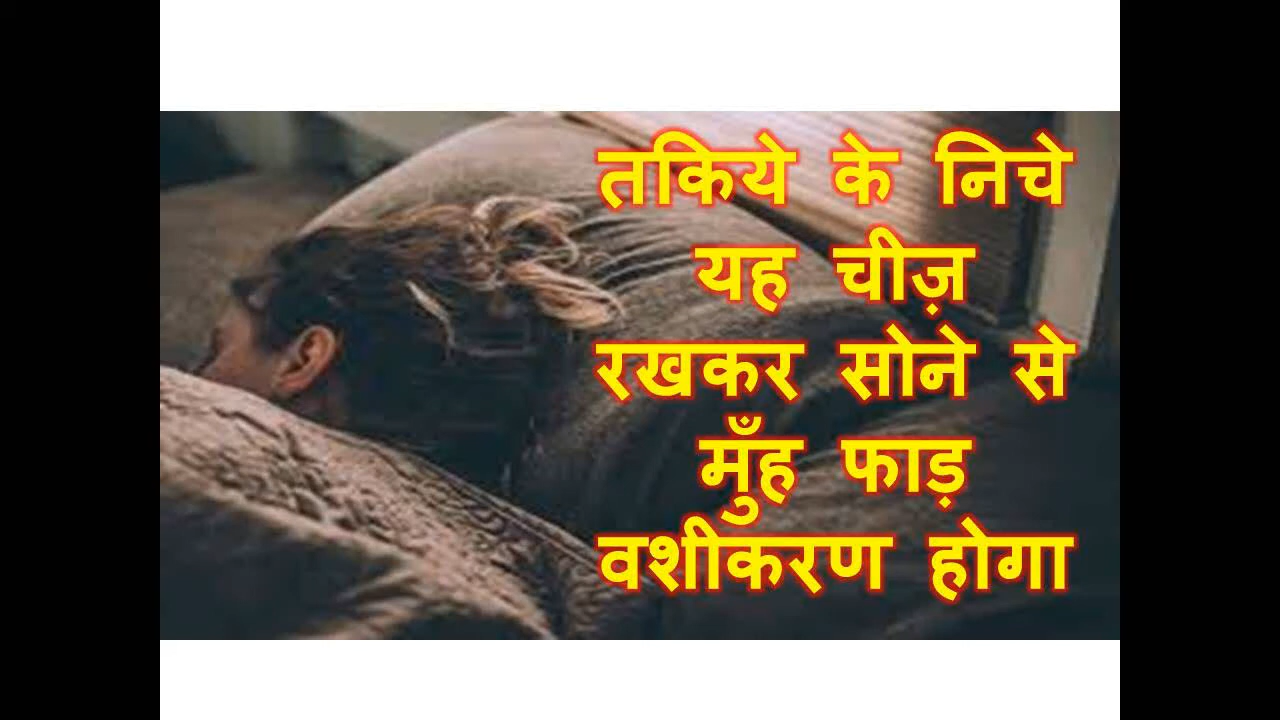 तकिये के निचे
यह चीज़
रखकर सोने से
मुँह फाड़
वशीकरण होगा